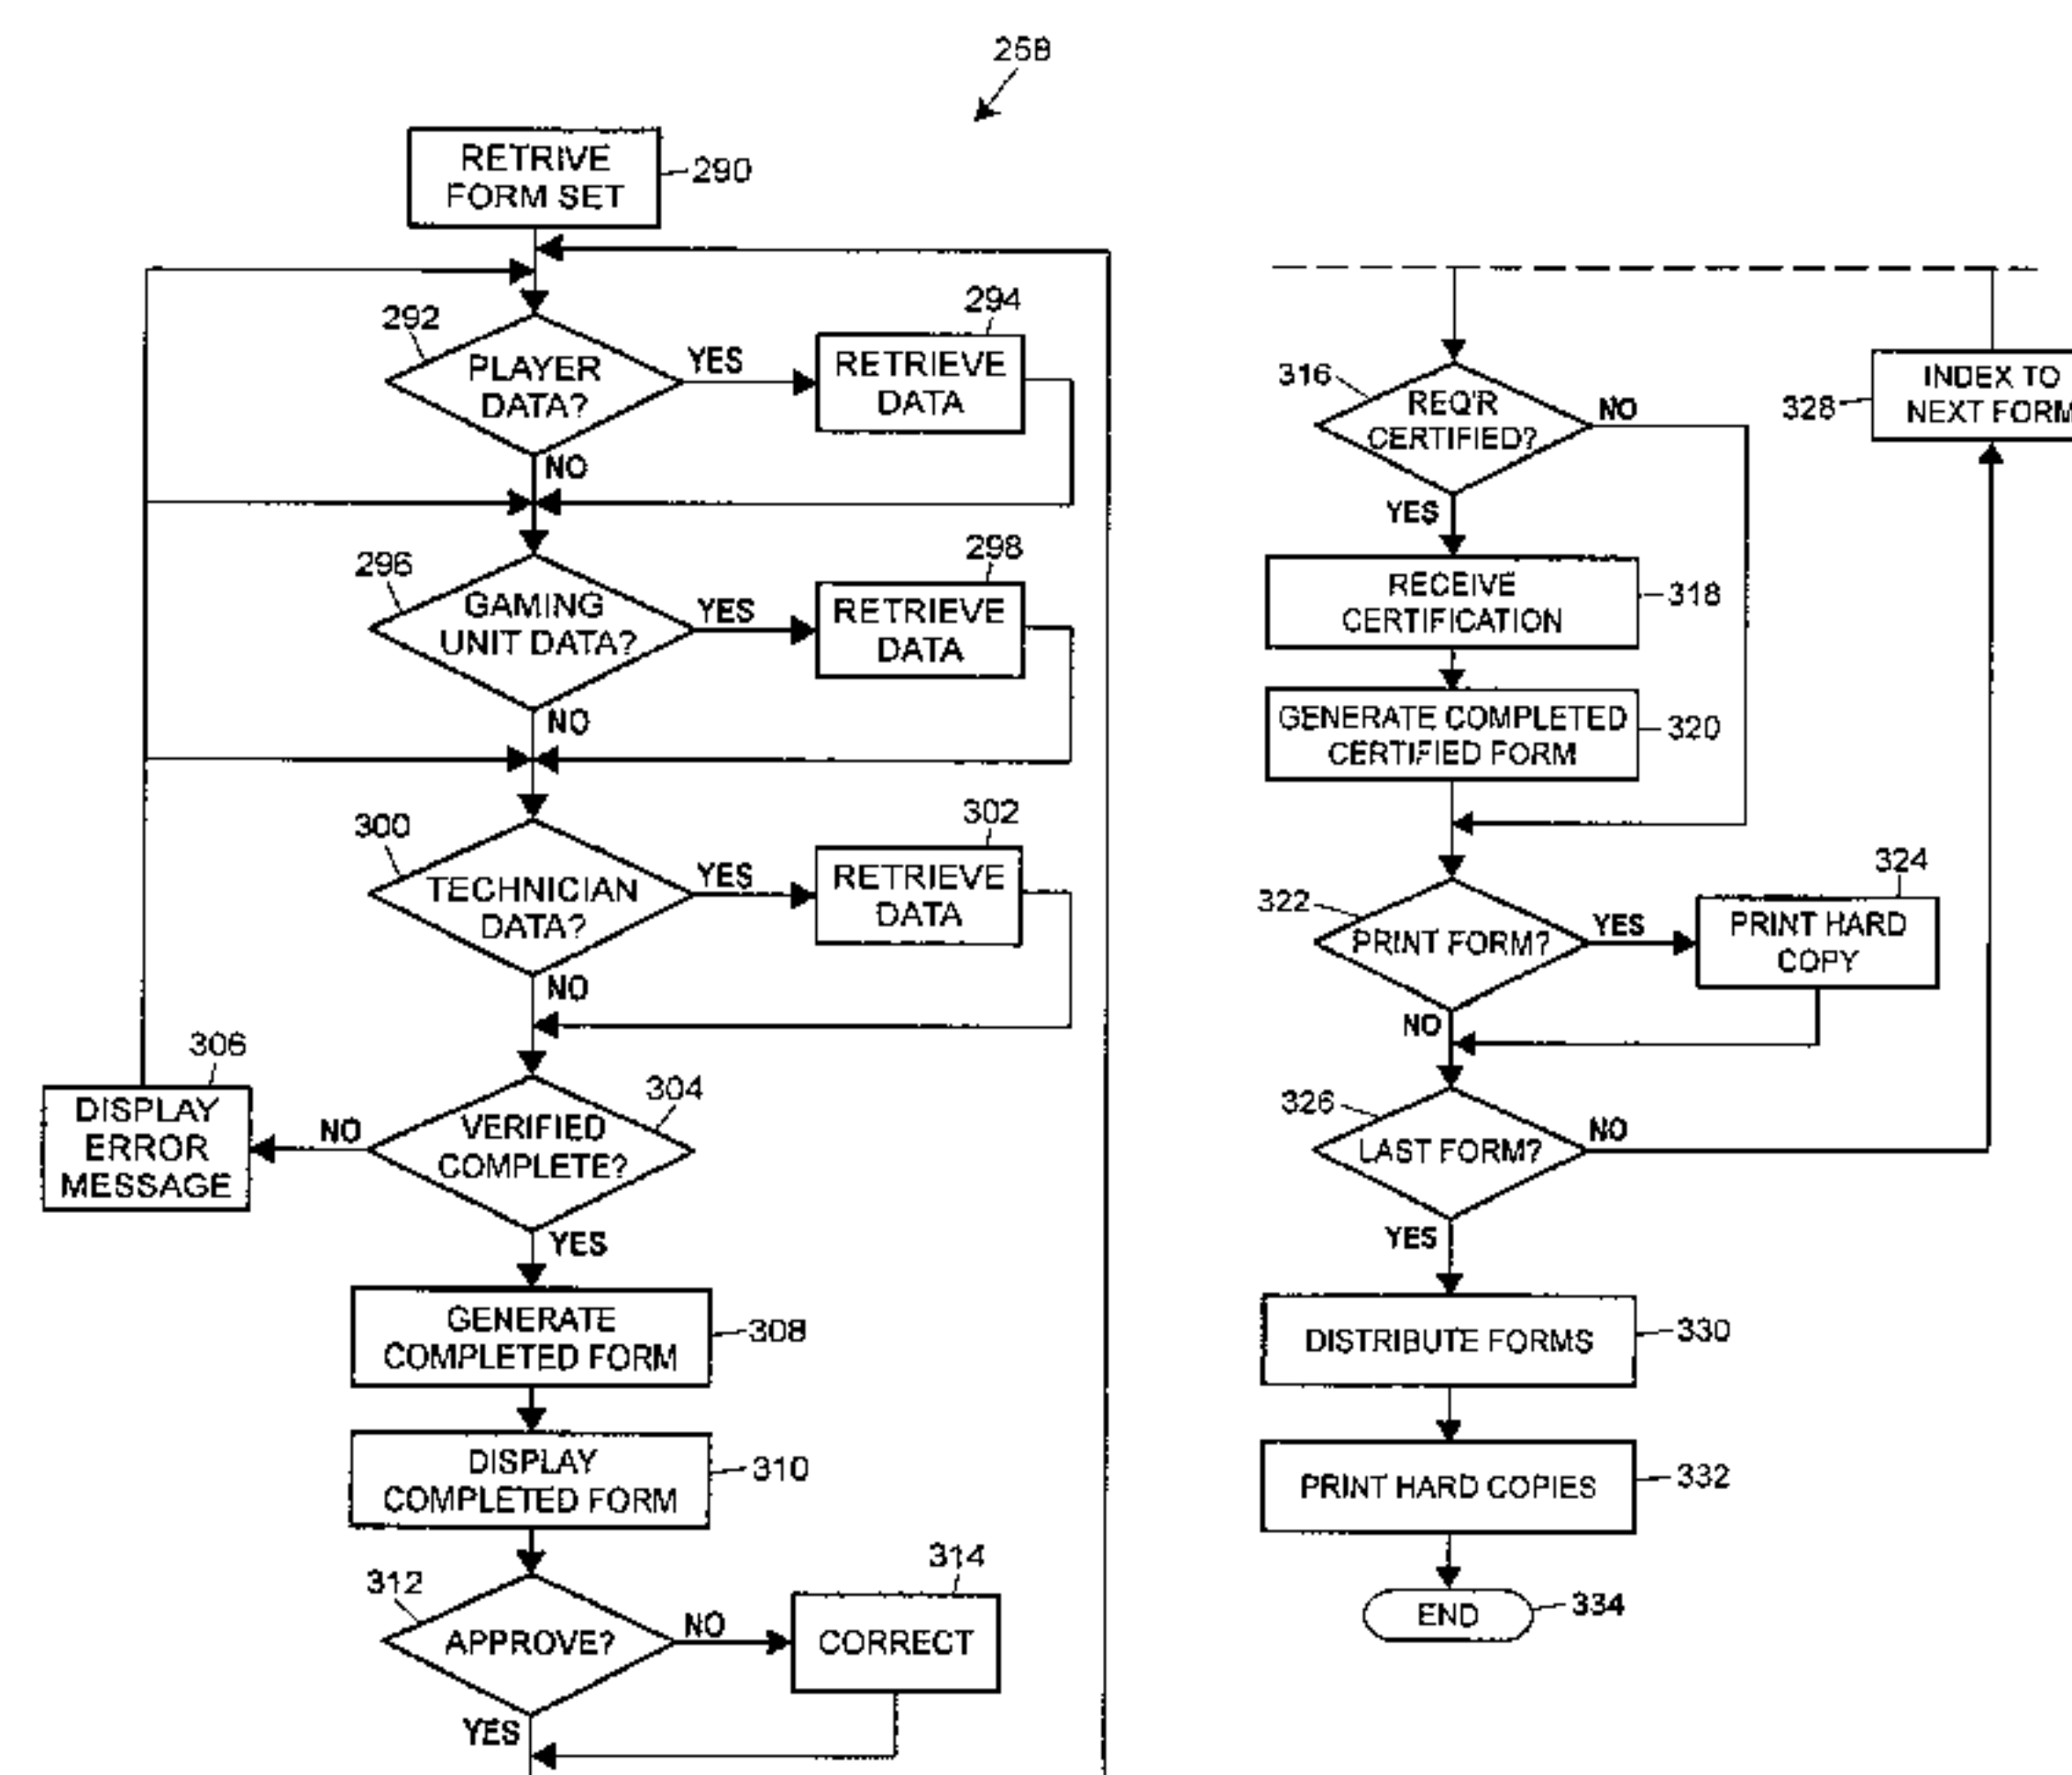 258
RETRIVE
FORM SET
290
292
PLAYER
DATA?
YES
294
RETRIEVE
DATA
NO
296
GAMING
UNIT DATA?
YES
298
RETRIEVE
DATA
NO
300
TECHNICIAN
DATA?
YES
302
RETRIEVE
DATA
NO
304
VERIFIED
COMPLETE?
NO
306
DISPLAY
ERROR
MESSAGE
YES
GENERATE
COMPLETED FORM
308
DISPLAY
COMPLETED FORM
310
312
APPROVE?
NO
314
CORRECT
YES
316
REQ'R
CERTIFIED?
NO
YES
RECEIVE
CERTIFICATION
318
GENERATE COMPLETED
CERTIFIED FORM
320
322
PRINT FORM?
YES
324
PRINT HARD
COPY
NO
326
LAST FORM?
NO
328
INDEX TO
NEXT FORM
YES
DISTRIBUTE FORMS
330
PRINT HARD COPIES
332
END
334